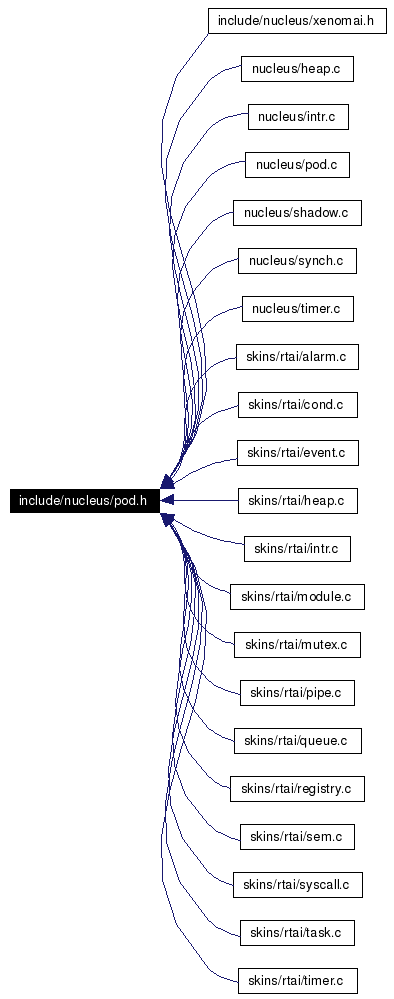 include/nucleus/xenomai.h
nucleus/heap.c
nucleus/intr.c
nucleus/pod.c
nucleus/shadow.c
nucleus/synch.c
nucleus/timer.c
skins/rtai/alarm.c
skins/rtai/cond.c
skins/rtai/event.c
include/nucleus/pod.h
skins/rtai/heap.c
skins/rtai/intr.c
skins/rtai/module.c
skins/rtai/mutex.c
skins/rtai/pipe.c
skins/rtai/queue.c
skins/rtai/registry.c
skins/rtai/sem.c
skins/rtai/syscall.c
skins/rtai/task.c
skins/rtai/timer.c